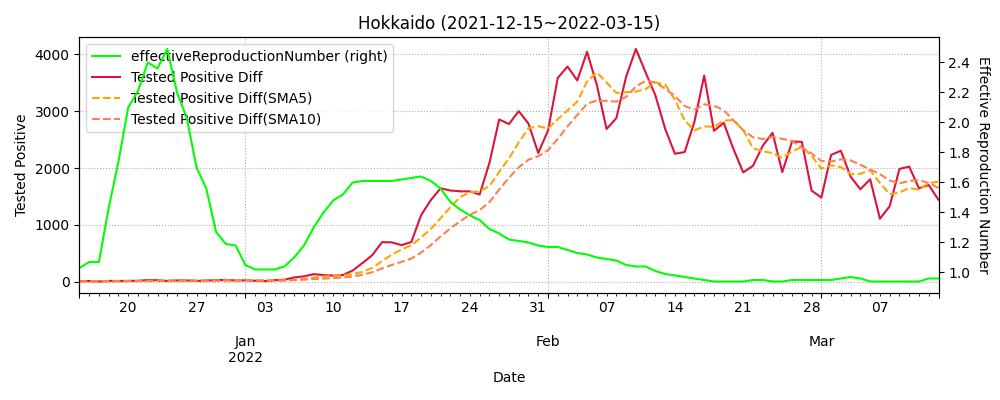 Hokkaido (2021-12-15~2022-03-15)
effectiveReproductionNumber (right)
Tested Positive Diff
Tested Positive Diff(SMA5)
Tested Positive Diff(SMA10)
Tested Positive
4000
3000
2000
1000
0
Effective Reproduction Number
2.4
2.2
2.0
1.8
1.6
1.4
1.2
1.0
20 27 03 10 17 24 31 07 14 21 28 07
Jan Feb Mar
2022
Date